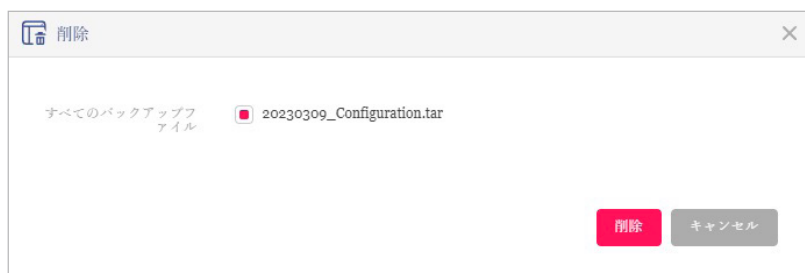 削除
すべてのバックアップフ
ァイル
20230309_Configuration.tar
削除
キャンセル